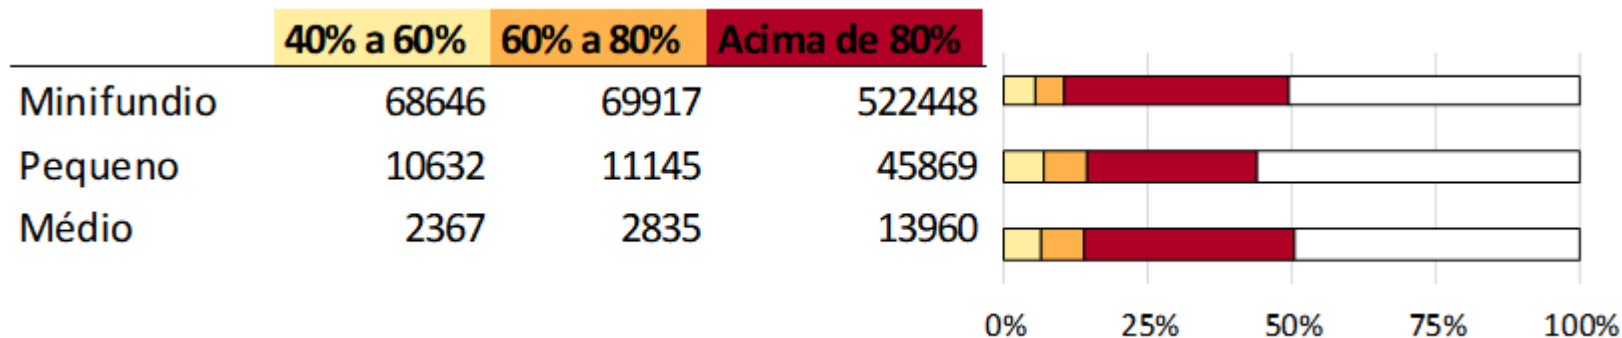 40% a 60% 60% a 80% Acima de 80%
Minifundio 68646 69917 522448
Pequeno 10632 11145 45869
Médio 2367 2835 13960
0% 25% 50% 75% 100%